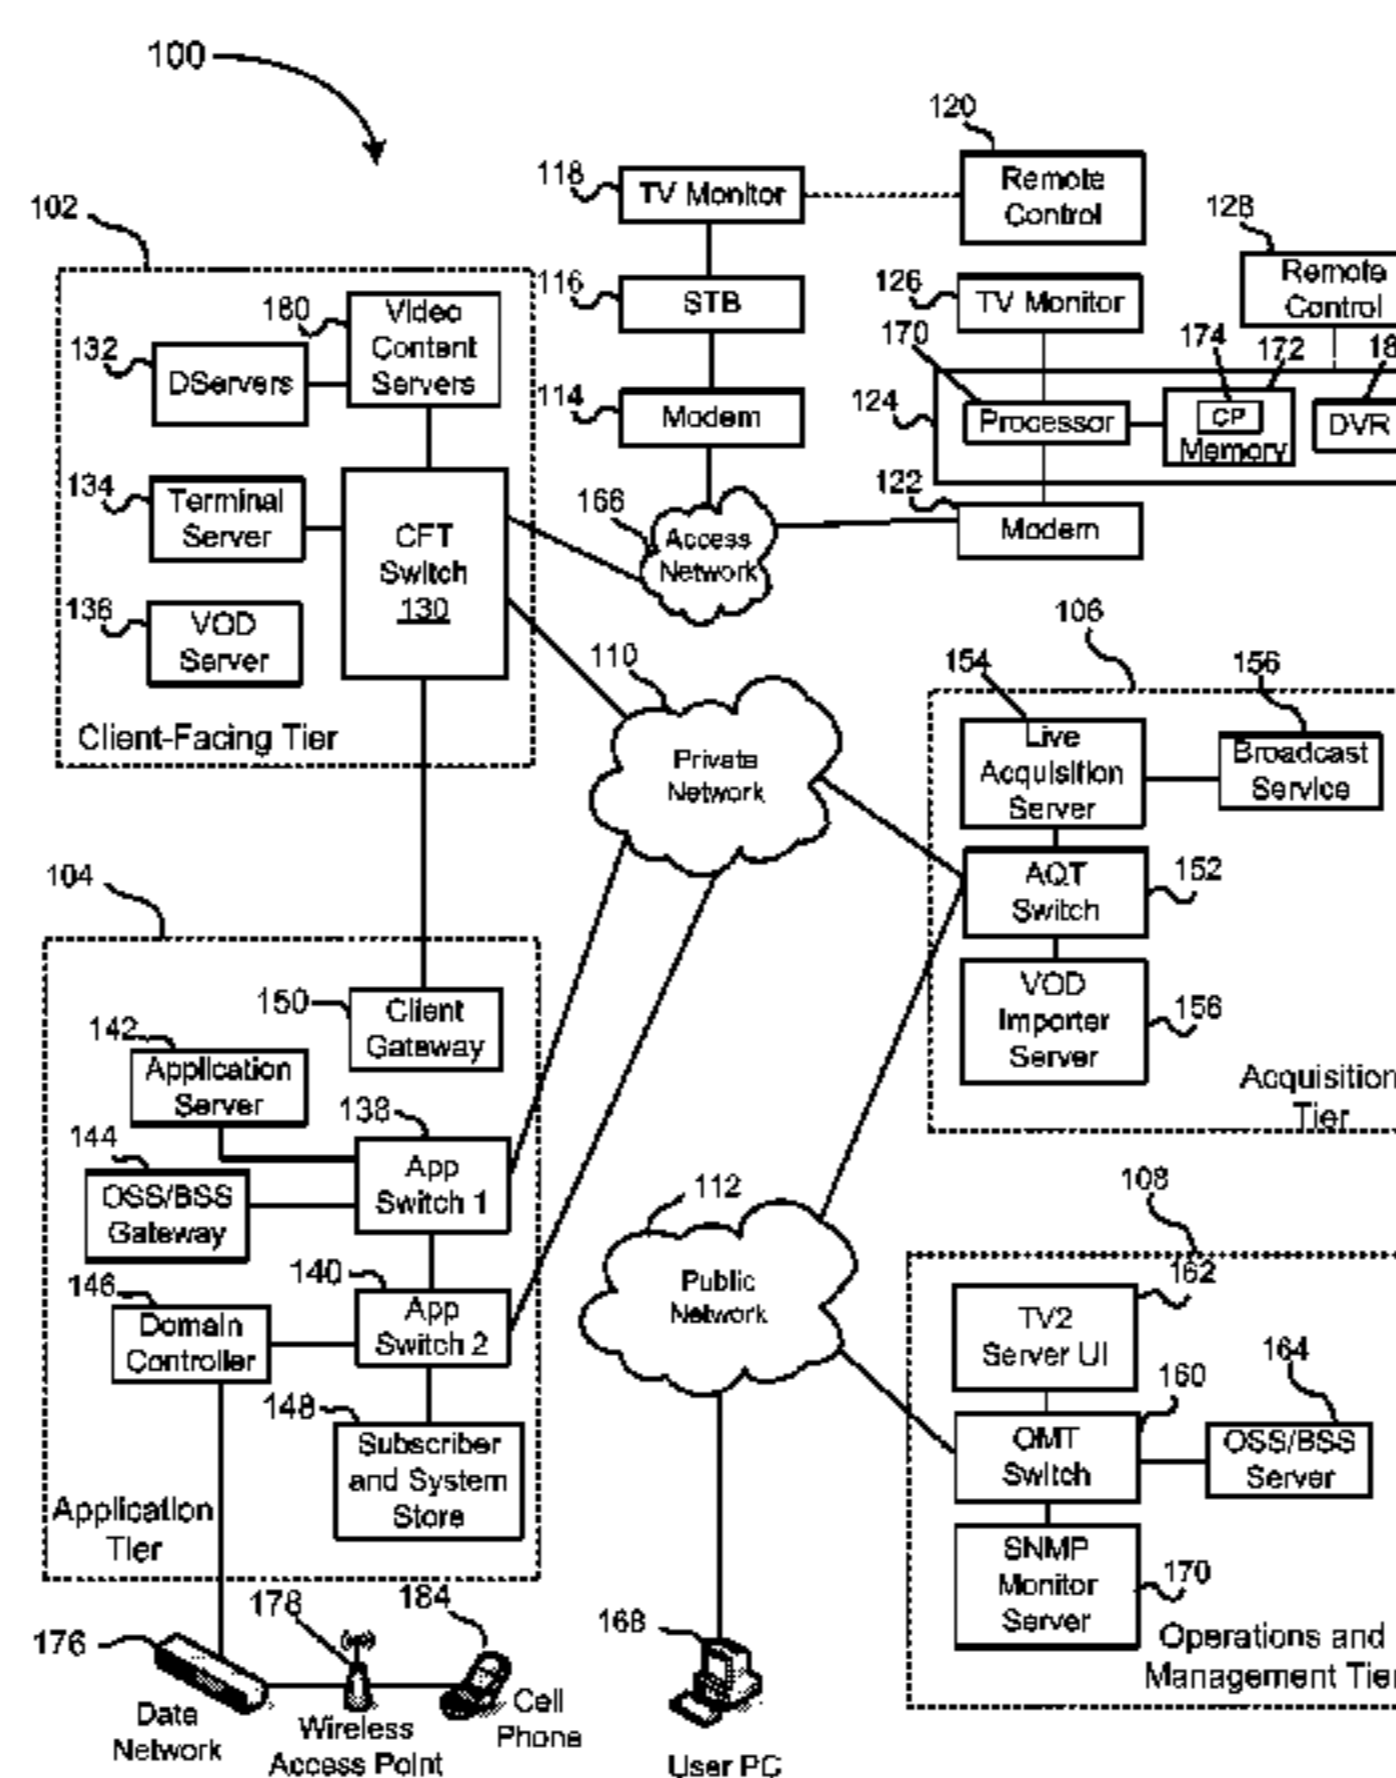 100
120
118
TV Monitor
Remote
Control
128
102
116
STB
126
TV Monitor
Remote
Control
180
Video
Content
Servers
132
DServers
170
174
172
18
114
Modem
124
Processor
CP
Memory
DVR
134
Terminal
Server
CFT
Switch
130
166
Access
Network
122
Modem
136
VOD
Server
Client-Facing Tier
110
Private
Network
106
154
156
Live
Acquisition
Server
Broadcast
Service
104
AQT
Switch
152
150
Client
Gateway
VOD
Importer
Server
156
Acquisition
Tier
142
Application
Server
138
144
App
Switch 1
OSS/BSS
Gateway
112
108
146
140
Public
Network
162
TV2
Server UI
Domain
Controller
App
Switch 2
160
164
148
Subscriber
and System
Store
OMT
Switch
OSS/BSS
Server
Application
Tier
SNMP
Monitor
Server
170
Operations and
Management Tier
176
178
184
168
Data
Network
Wireless
Access Point
Cell
Phone
User PC